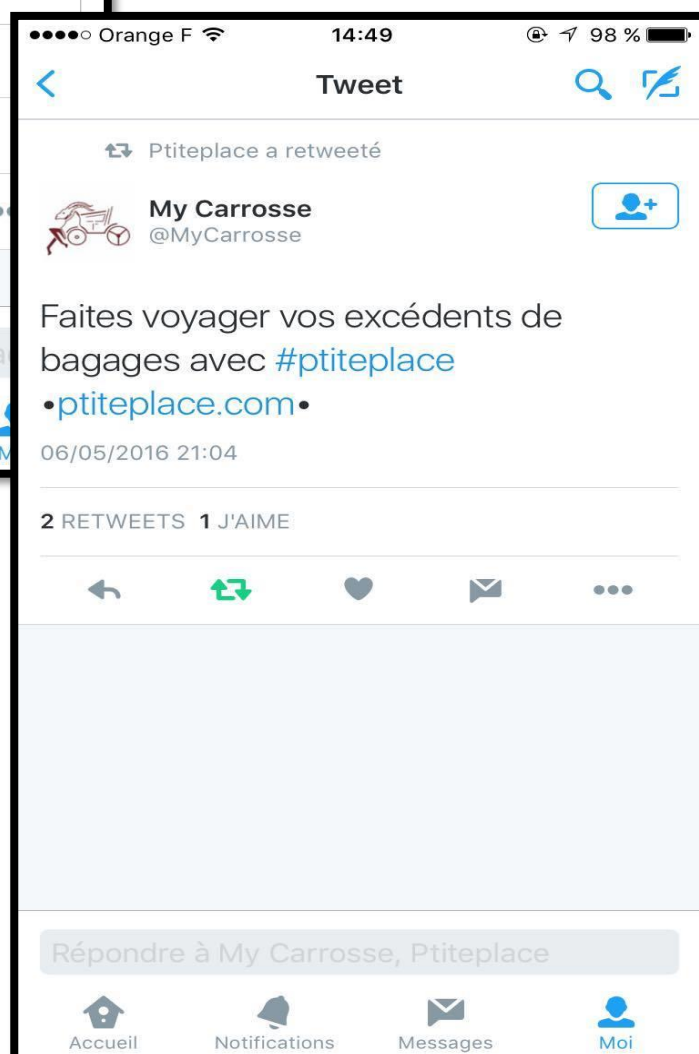 Orange F 14:49 98 %
Tweet
Ptiteplace a retweeté
My Carrosse
@MyCarrosse
Faites voyager vos excédents de
bagages avec #ptiteplace
•ptiteplace.com•
06/05/2016 21:04
2 RETWEETS 1 J'AIME
Répondre à My Carrosse, Ptiteplace
Accueil Notifications Messages Moi